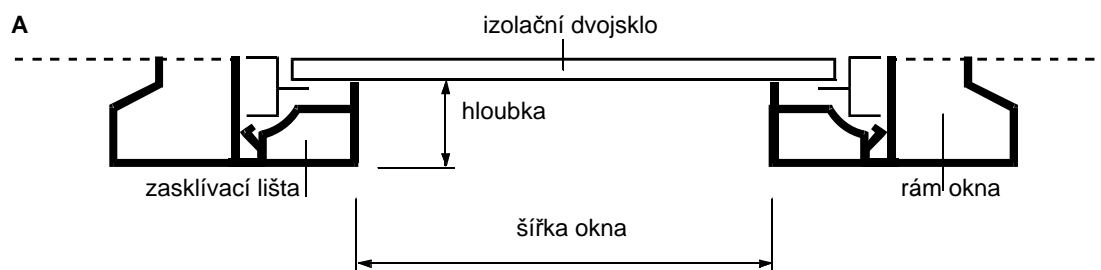 A
izolační dvojsklo
hloubka
zasklívací lišta
rám okna
šířka okna